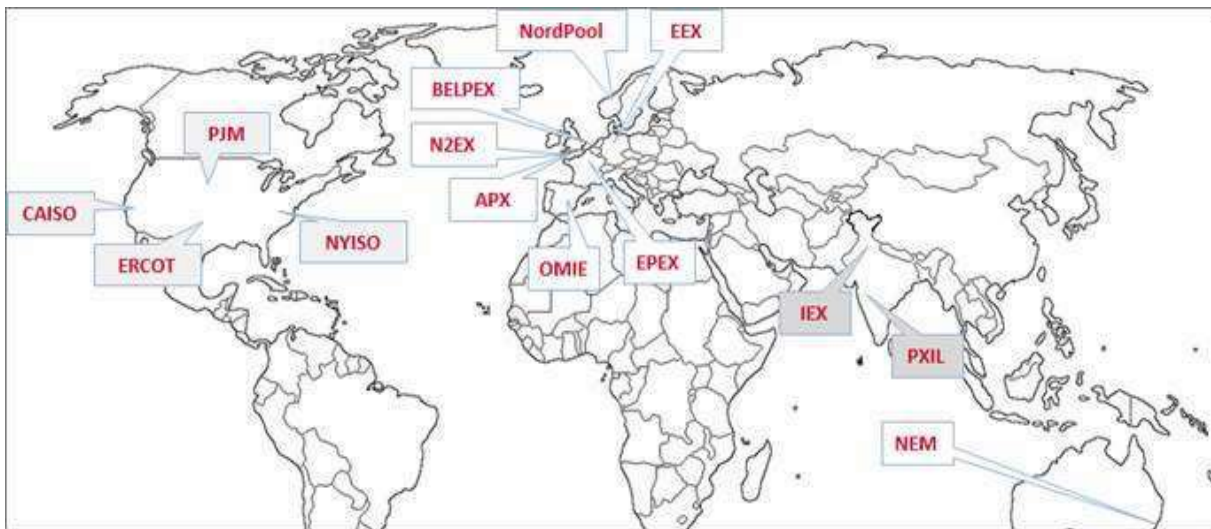 NordPool
EEX
BELPEX
PJM
N2EX
CAISO
APX
NYISO
ERCOT
OMIE
EPEX
IEX
PXIL
NEM